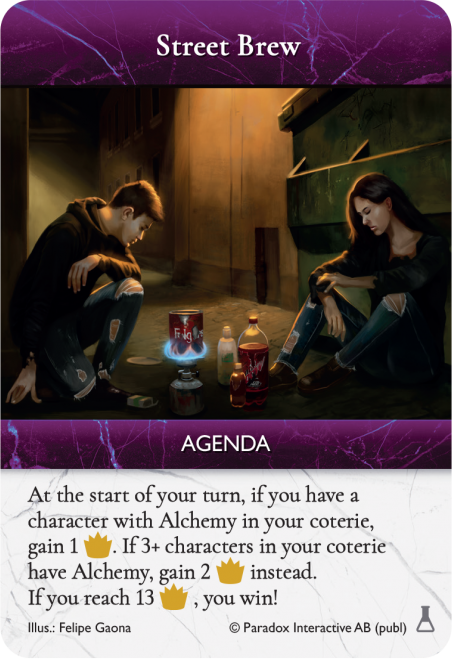 Street Brew
AGENDA
At the start of your turn, if you have a
character with Alchemy in your coterie,
gain 1 . If 3+ characters in your coterie
have Alchemy, gain 2 instead.
If you reach 13 , you win!
Illus.: Felipe Gaona © Paradox Interactive AB (publ)